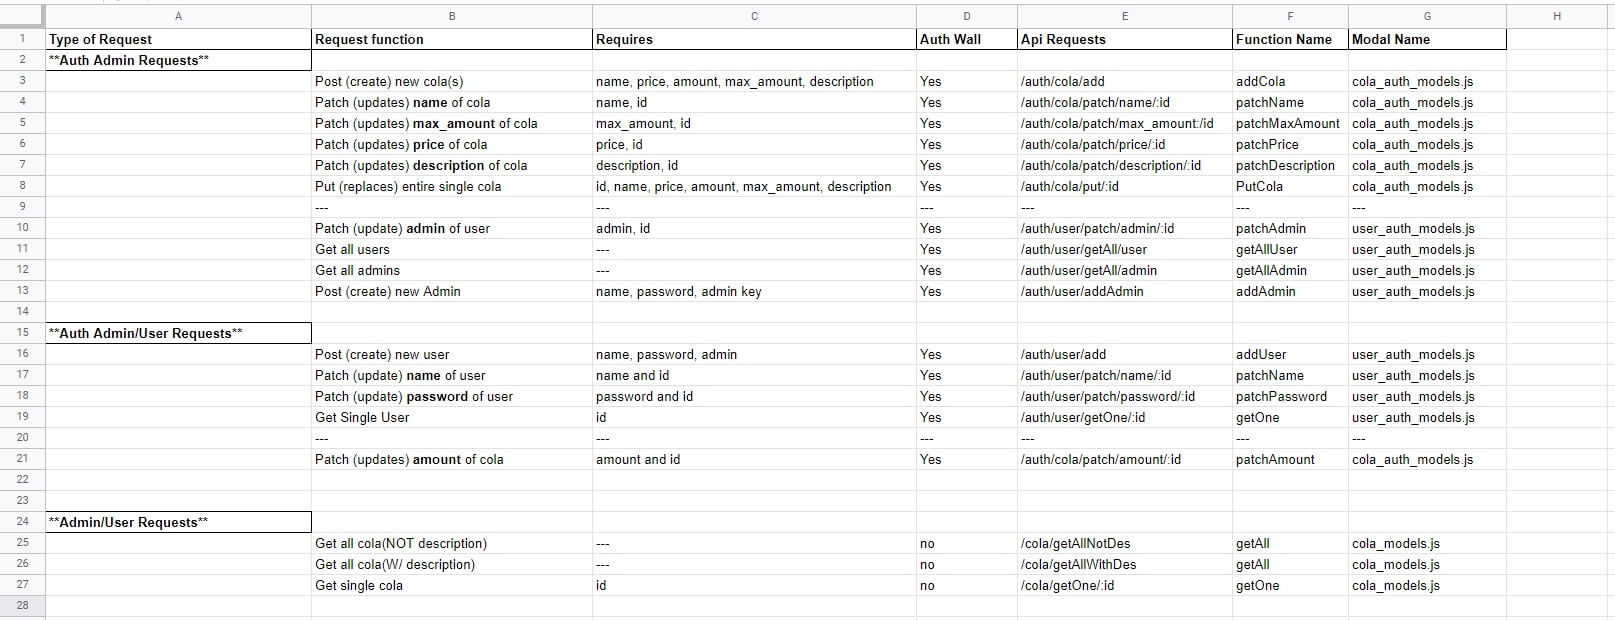 A B C D E F G H
1 Type of Request Request function Requires Auth Wall Api Requests Function Name Modal Name
2 **Auth Admin Requests**
3 Post (create) new cola(s) name, price, amount, max_amount, description Yes /auth/cola/add addCola cola_auth_models.js
4 Patch (updates) name of cola name, id Yes /auth/cola/patch/name/:id patchName cola_auth_models.js
5 Patch (updates) max_amount of cola max_amount, id Yes /auth/cola/patch/max_amount:/id patchMaxAmount cola_auth_models.js
6 Patch (updates) price of cola price, id Yes /auth/cola/patch/price/:id patchPrice cola_auth_models.js
7 Patch (updates) description of cola description, id Yes /auth/cola/patch/description/:id patchDescription cola_auth_models.js
8 Put (replaces) entire single cola id, name, price, amount, max_amount, description Yes /auth/cola/put/:id PutCola cola_auth_models.js
9 --- --- --- --- --- ---
10 Patch (update) admin of user admin, id Yes /auth/user/patch/admin/:id patchAdmin user_auth_models.js
11 Get all users --- Yes /auth/user/getAll/user getAllUser user_auth_models.js
12 Get all admins --- Yes /auth/user/getAll/admin getAllAdmin user_auth_models.js
13 Post (create) new Admin name, password, admin key Yes /auth/user/addAdmin addAdmin user_auth_models.js
14
15 **Auth Admin/User Requests**
16 Post (create) new user name, password, admin Yes /auth/user/add addUser user_auth_models.js
17 Patch (update) name of user name and id Yes /auth/user/patch/name/:id patchName user_auth_models.js
18 Patch (update) password of user password and id Yes /auth/user/patch/password/:id patchPassword user_auth_models.js
19 Get Single User id Yes /auth/user/getOne/:id getOne user_auth_models.js
20 --- --- --- --- --- ---
21 Patch (updates) amount of cola amount and id Yes /auth/cola/patch/amount/:id patchAmount cola_auth_models.js
22
23
24 **Admin/User Requests**
25 Get all cola(NOT description) --- no /cola/getAllNotDes getAll cola_models.js
26 Get all cola(W/ description) --- no /cola/getAllWithDes getAll cola_models.js
27 Get single cola id no /cola/getOne/:id getOne cola_models.js
28